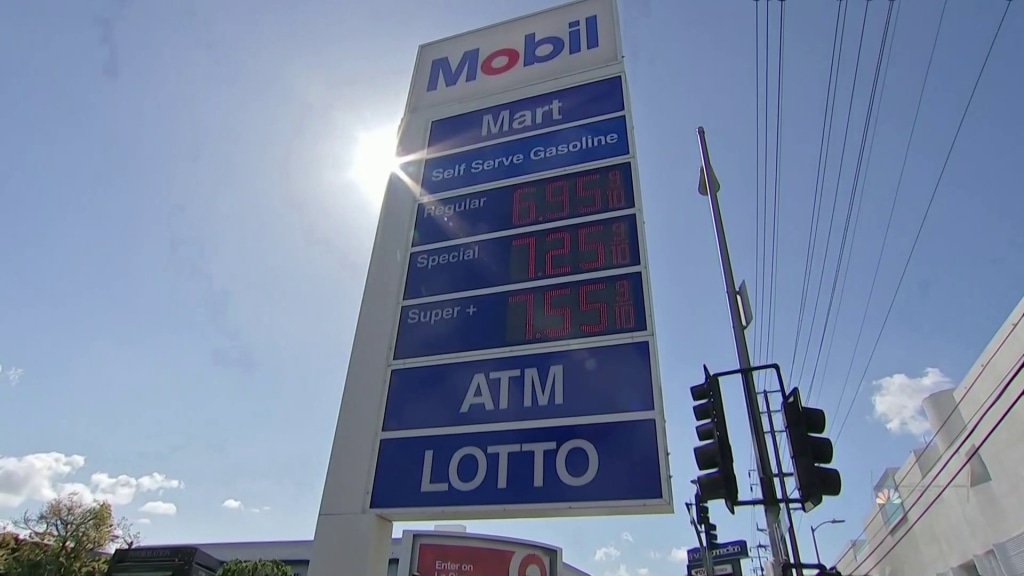 Mobil
Mart
Self Serve Gasoline
Regular 6.95 9/10
Special 7.25 9/10
Super + 7.55 9/10
ATM
LOTTO
Enter on